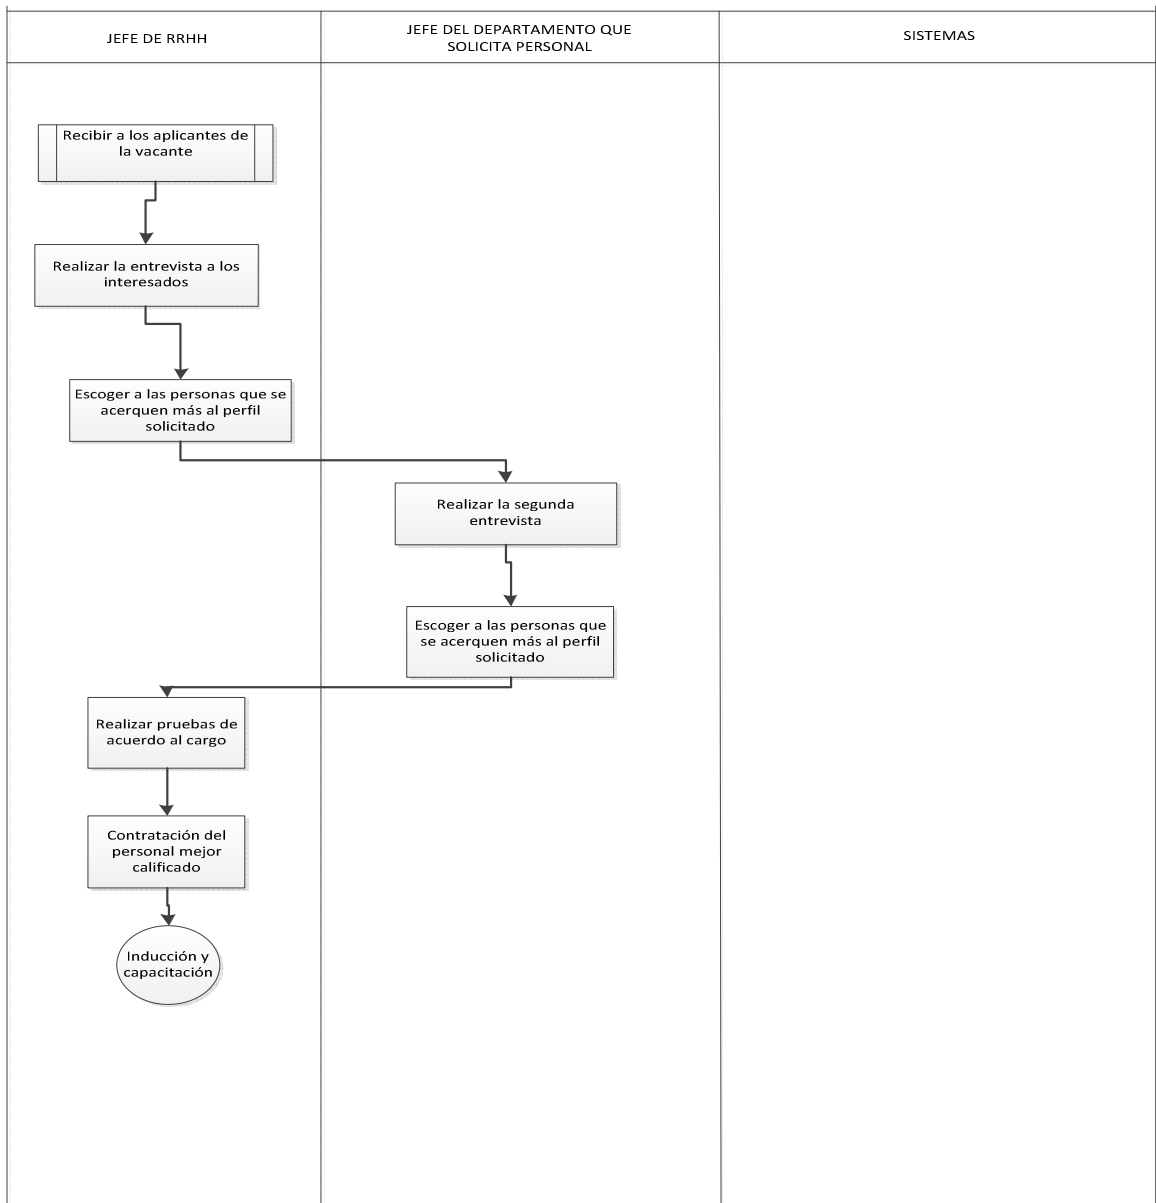 JEFE DE RRHH
JEFE DEL DEPARTAMENTO QUE
SOLICITA PERSONAL
SISTEMAS
Recibir a los aplicantes de
la vacante
Realizar la entrevista a los
interesados
Escoger a las personas que se
acerquen más al perfil
solicitado
Realizar la segunda
entrevista
Escoger a las personas que
se acerquen más al perfil
solicitado
Realizar pruebas de
acuerdo al cargo
Contratación del
personal mejor
calificado
Inducción y
capacitación